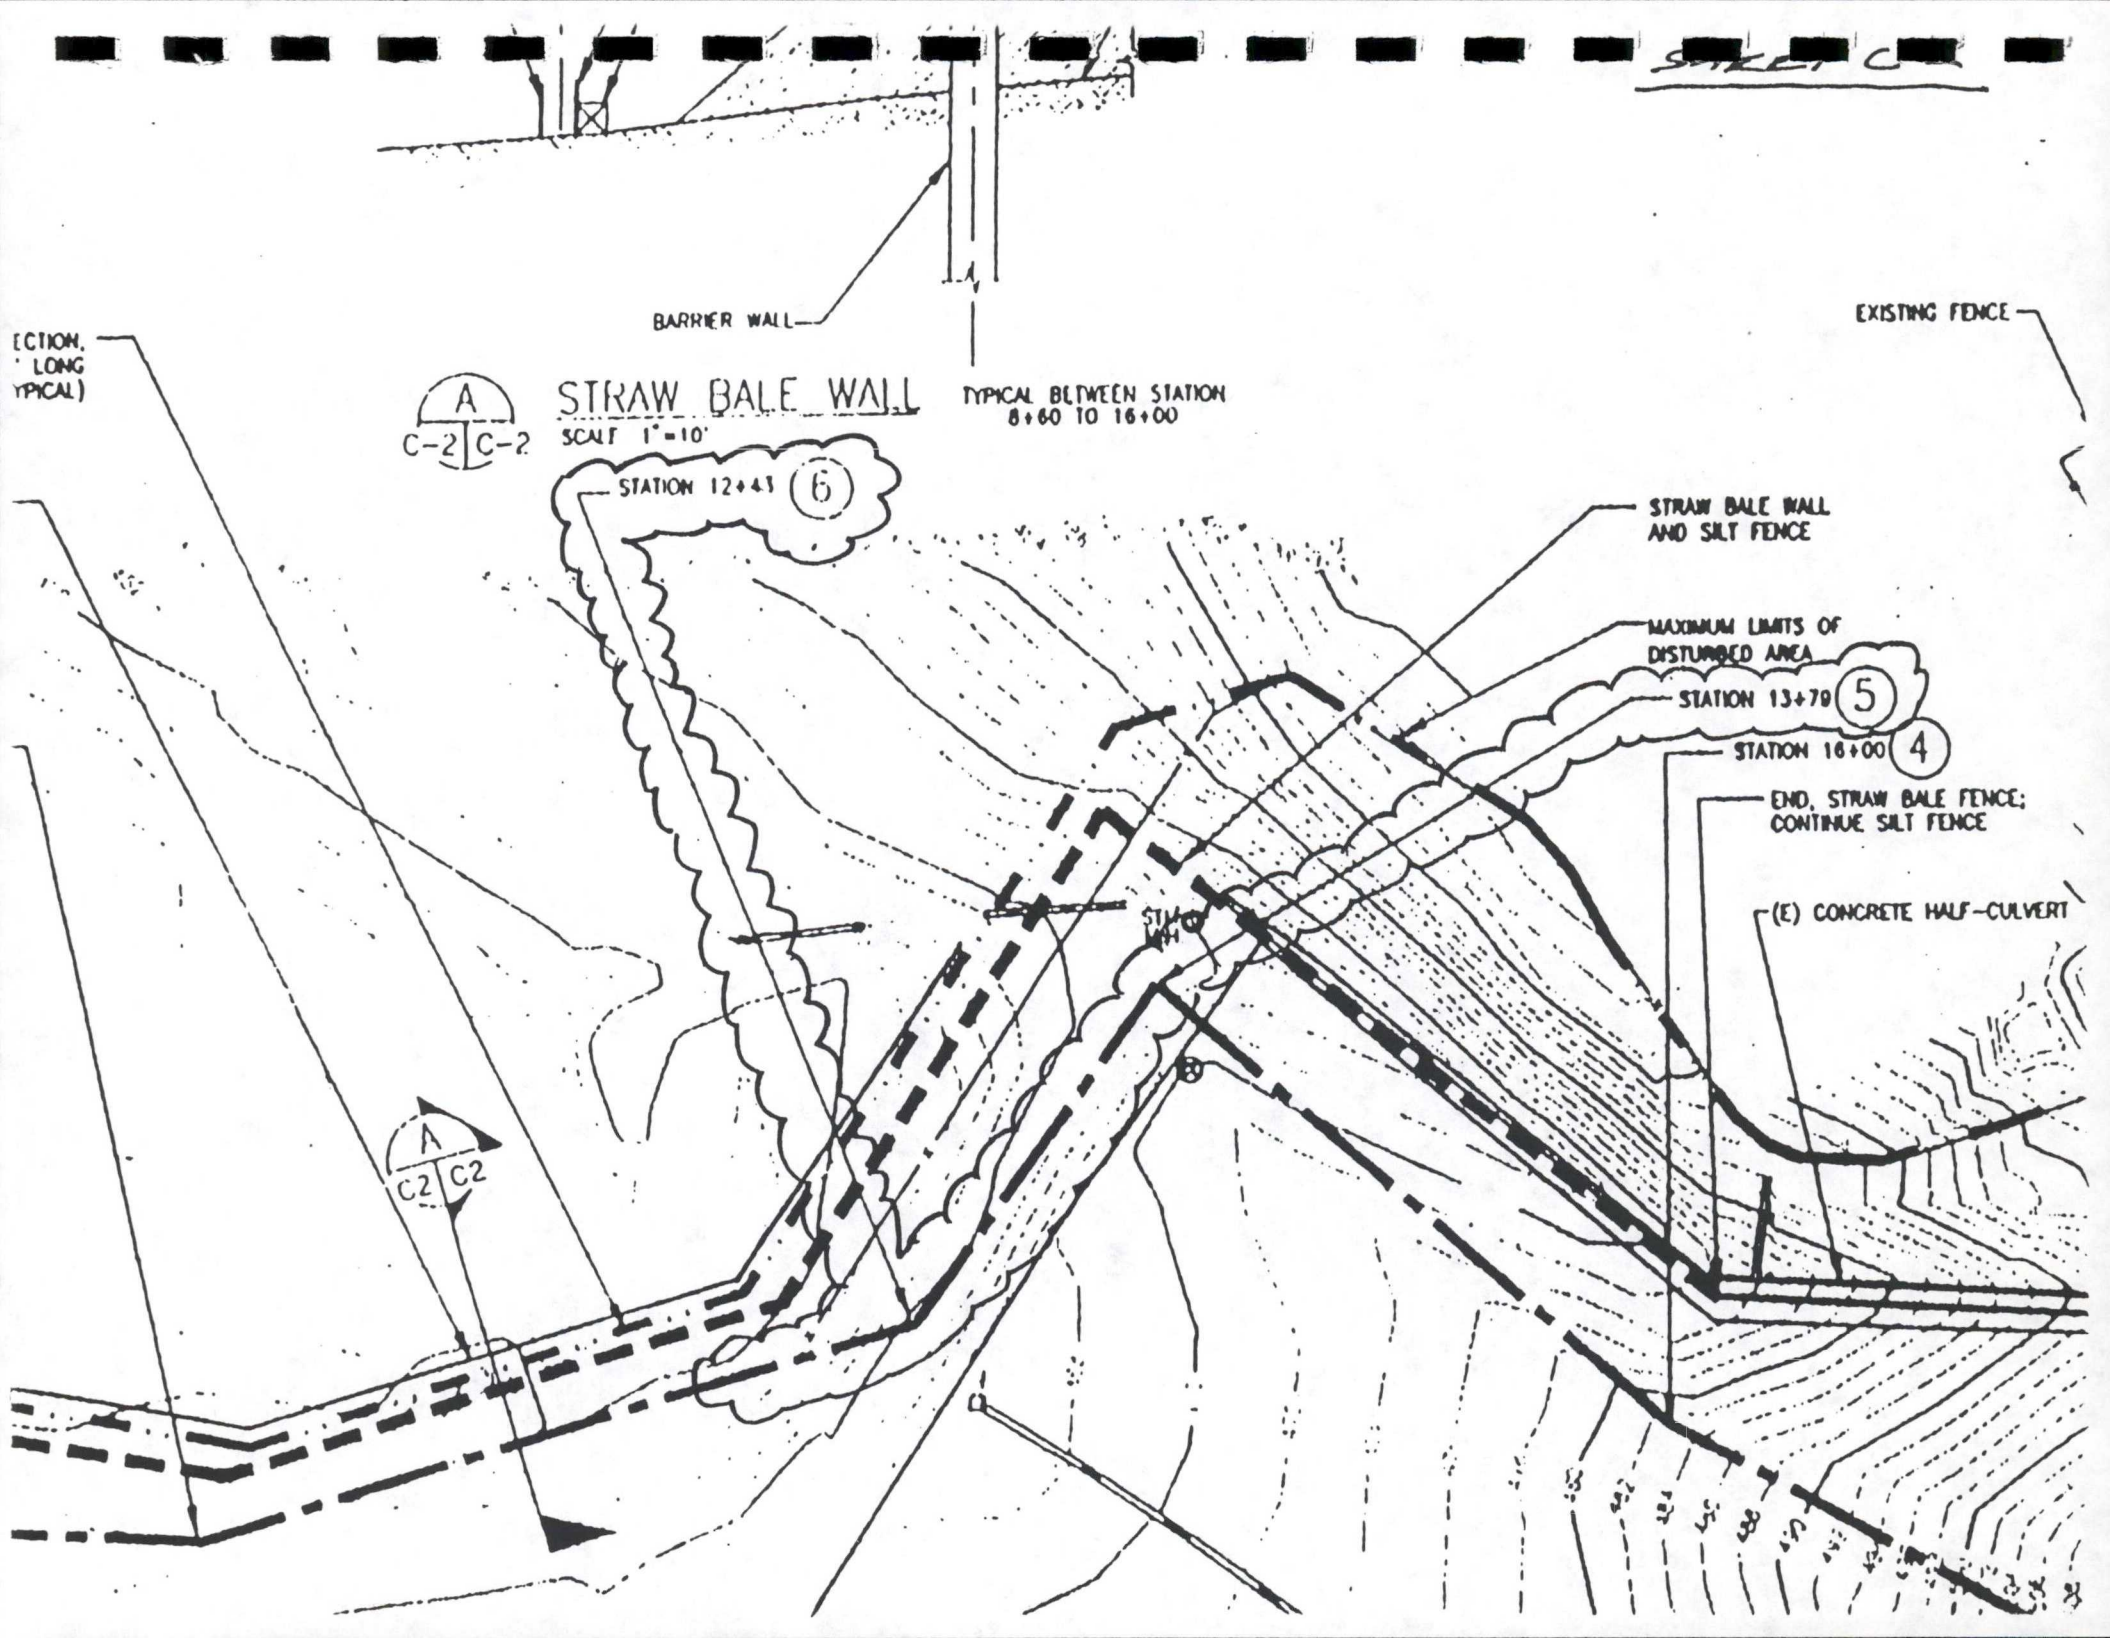 BARRIER WALL
EXISTING FENCE
ECTION,
' LONG
YPICAL)
A
C-2 C-2
STRAW BALE WALL
SCALE 1"=10'
TYPICAL BETWEEN STATION
8+60 TO 16+00
STATION 12+43 6
STRAW BALE WALL
AND SILT FENCE
MAXIMUM LIMITS OF
DISTURBED AREA
STATION 13+79 5
STATION 16+00 4
END, STRAW BALE FENCE;
CONTINUE SILT FENCE
(E) CONCRETE HALF-CULVERT
A
C2 C2